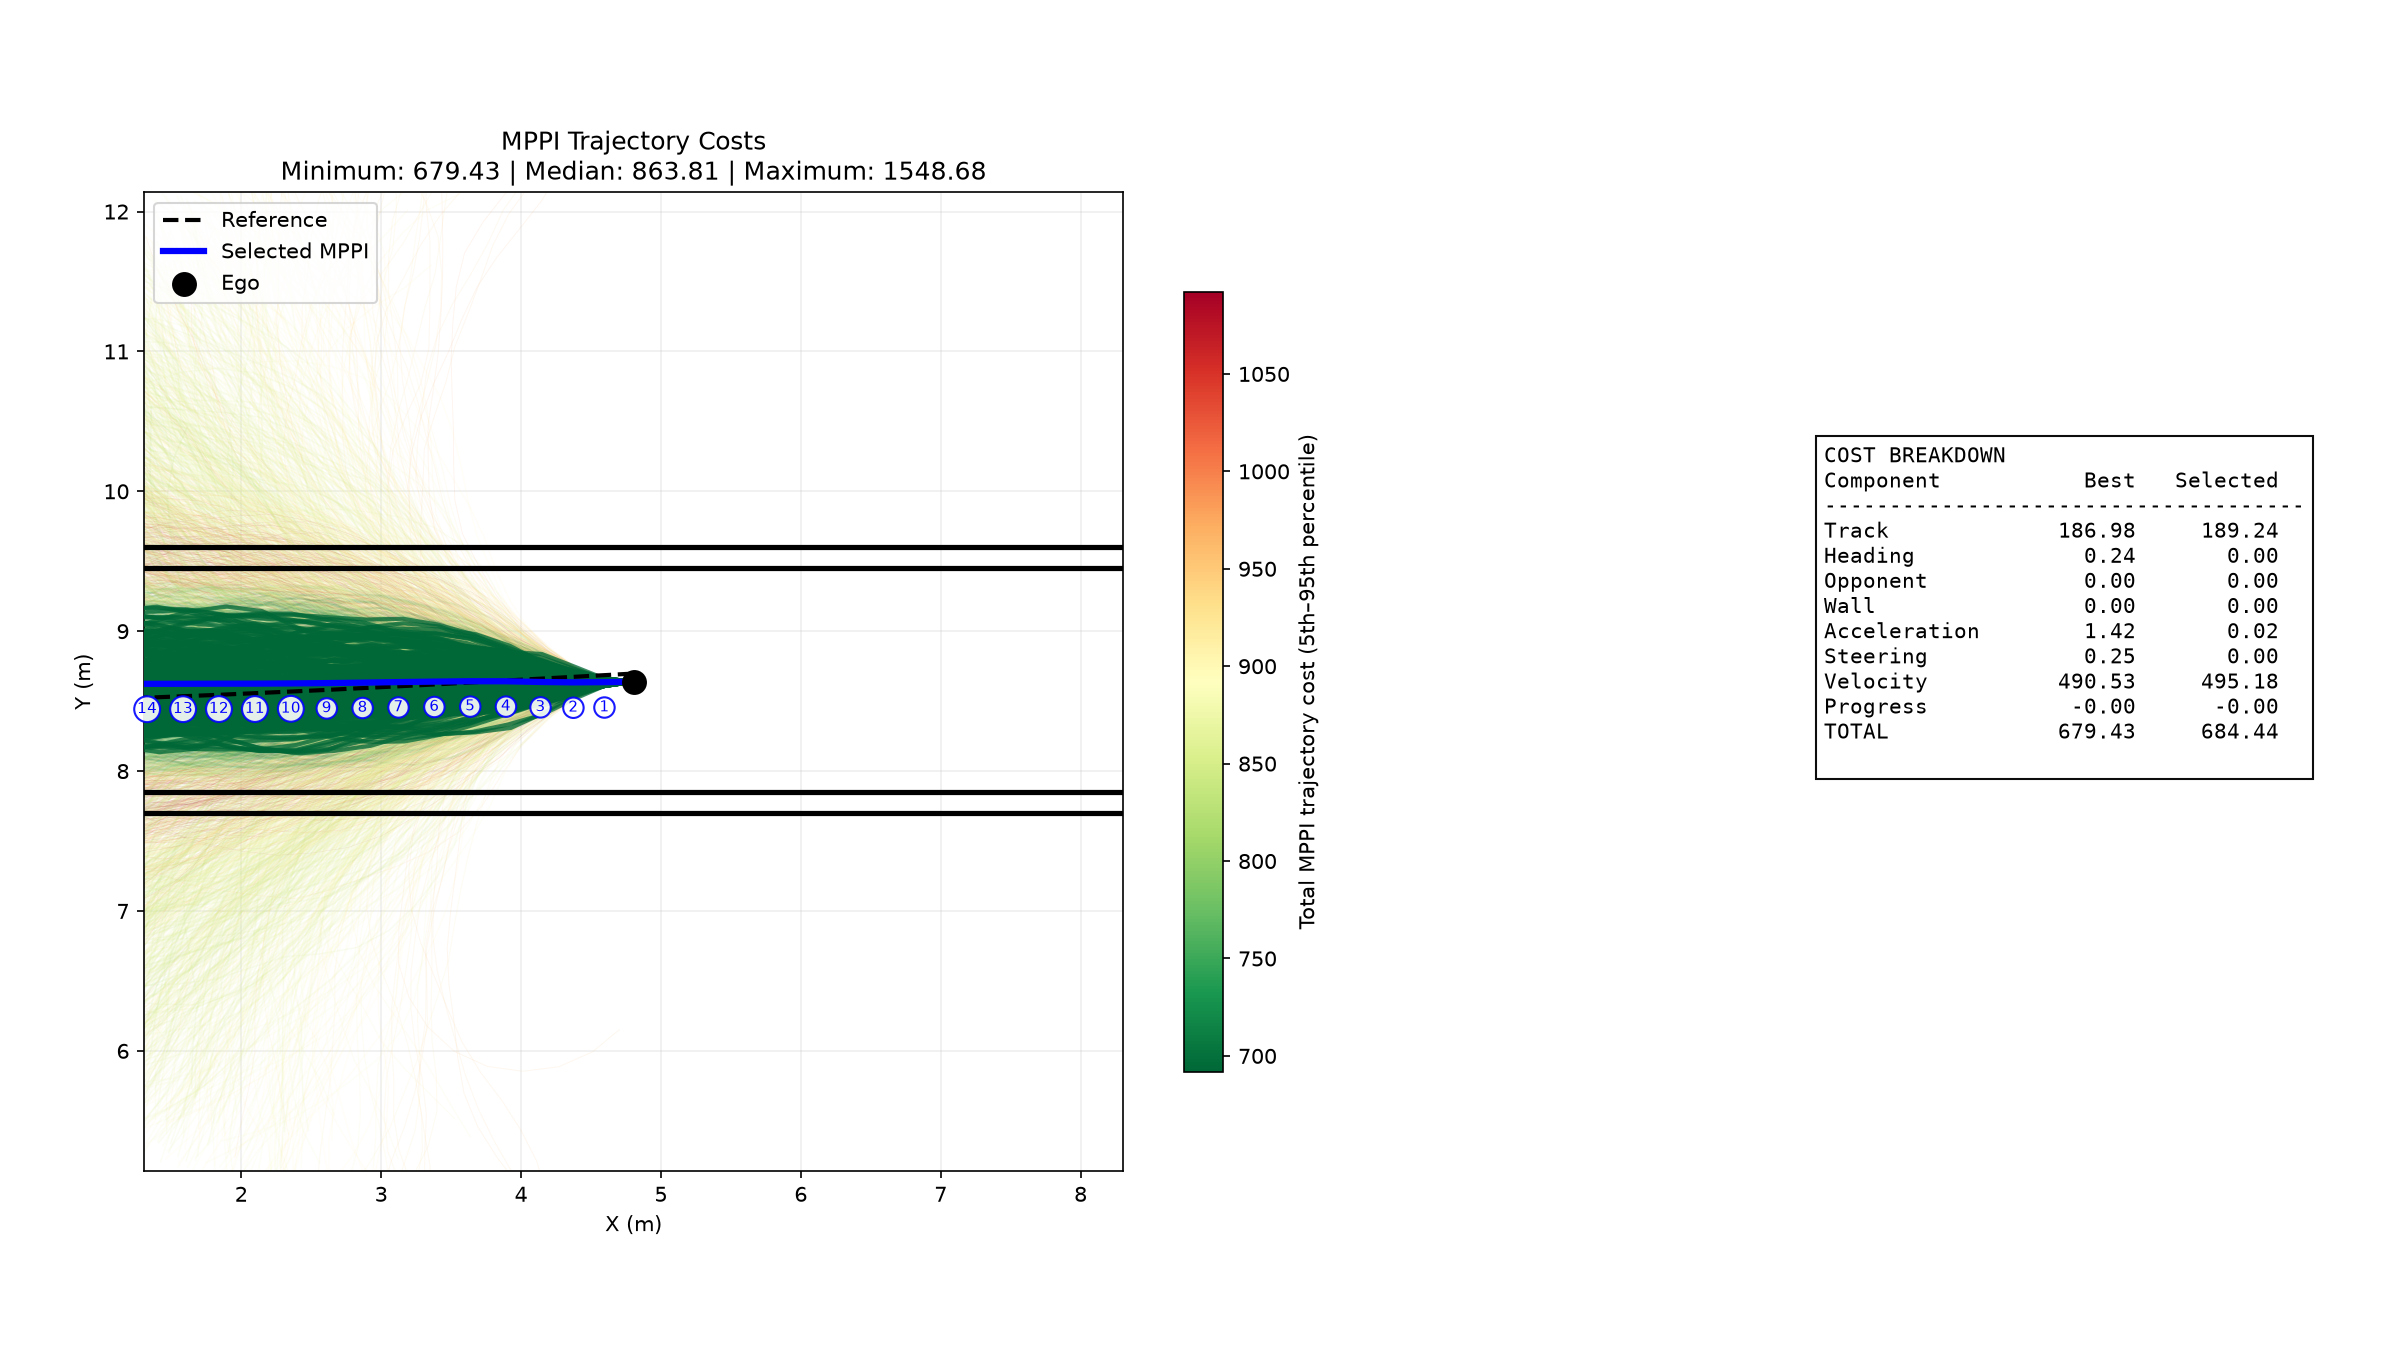 MPPI Trajectory Costs
Minimum: 679.43 | Median: 863.81 | Maximum: 1548.68
Reference
Selected MPPI
Ego
12
11
10
9
8
7
6
Y (m)
14 13 12 11 10 9 8 7 6 5 4 3 2 1
2 3 4 5 6 7 8
X (m)
1050
1000
950
900
850
800
750
700
Total MPPI trajectory cost (5th–95th percentile)
COST BREAKDOWN
Component Best Selected
-------------------------------------
Track 186.98 189.24
Heading 0.24 0.00
Opponent 0.00 0.00
Wall 0.00 0.00
Acceleration 1.42 0.02
Steering 0.25 0.00
Velocity 490.53 495.18
Progress -0.00 -0.00
TOTAL 679.43 684.44